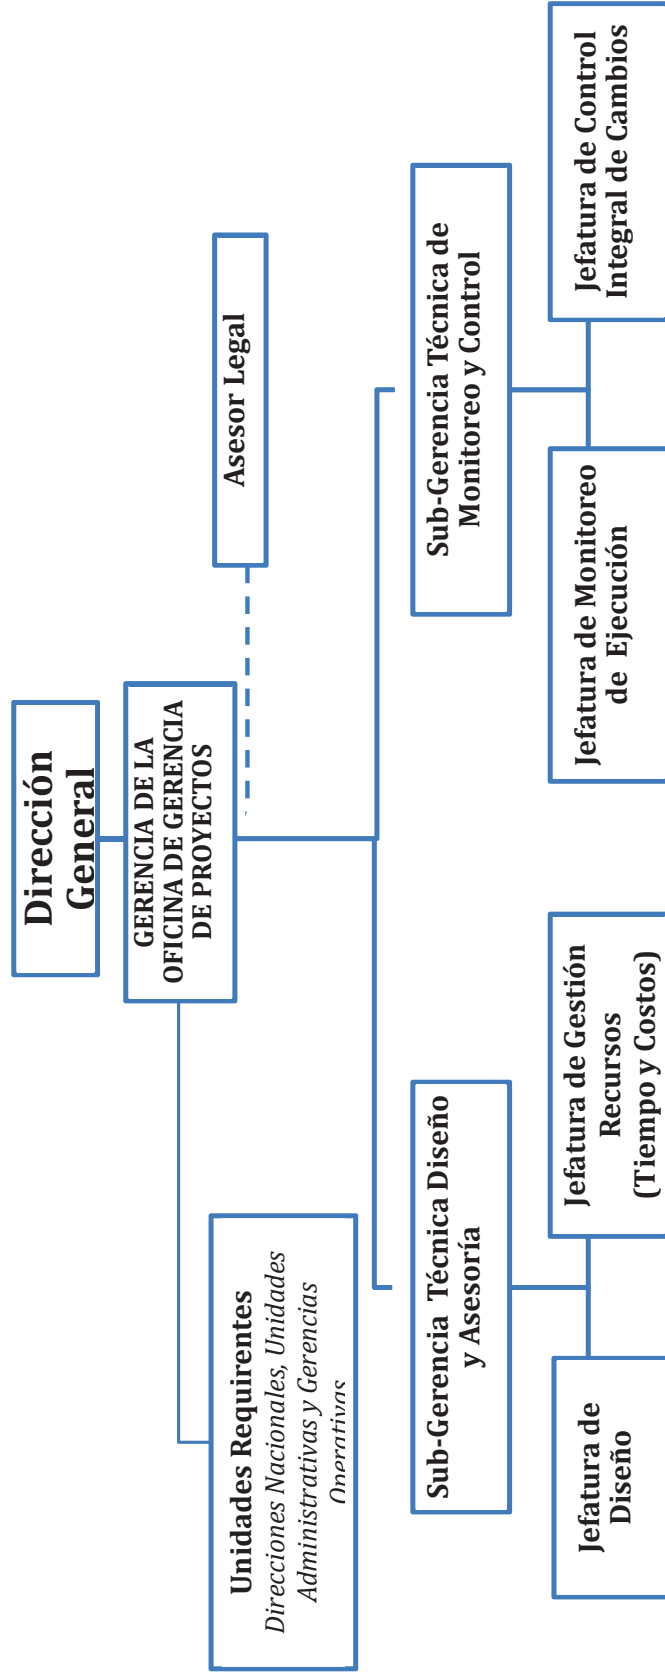 Dirección
General
GERENCIA DE LA
OFICINA DE GERENCIA
DE PROYECTOS
Asesor Legal
Unidades Requirentes
Direcciones Nacionales, Unidades
Administrativas y Gerencias
Operativas
Sub-Gerencia Técnica Diseño
y Asesoría
Sub-Gerencia Técnica de
Monitoreo y Control
Jefatura de
Diseño
Jefatura de Gestión
Recursos
(Tiempo y Costos)
Jefatura de Monitoreo
de Ejecución
Jefatura de Control
Integral de Cambios